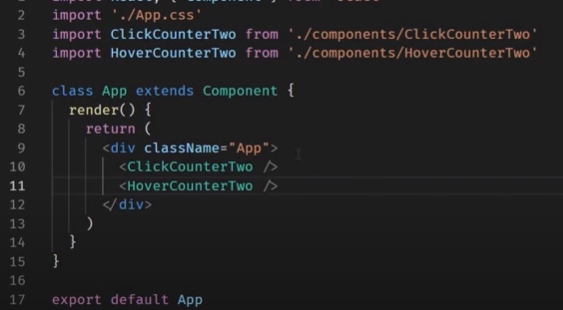 2 import './App.css'
3 import ClickCounterTwo from './components/ClickCounterTwo'
4 import HoverCounterTwo from './components/HoverCounterTwo'
5
6 class App extends Component {
7 render() {
8 return (
9 <div className="App">
10 <ClickCounterTwo />
11 <HoverCounterTwo />
12 </div>
13 )
14 }
15 }
16
17 export default App